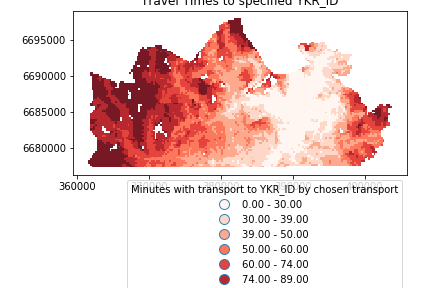 Travel Times to specified YKR_ID
6695000
6690000
6685000
6680000
360000
Minutes with transport to YKR_ID by chosen transport
0.00 - 30.00
30.00 - 39.00
39.00 - 50.00
50.00 - 60.00
60.00 - 74.00
74.00 - 89.00